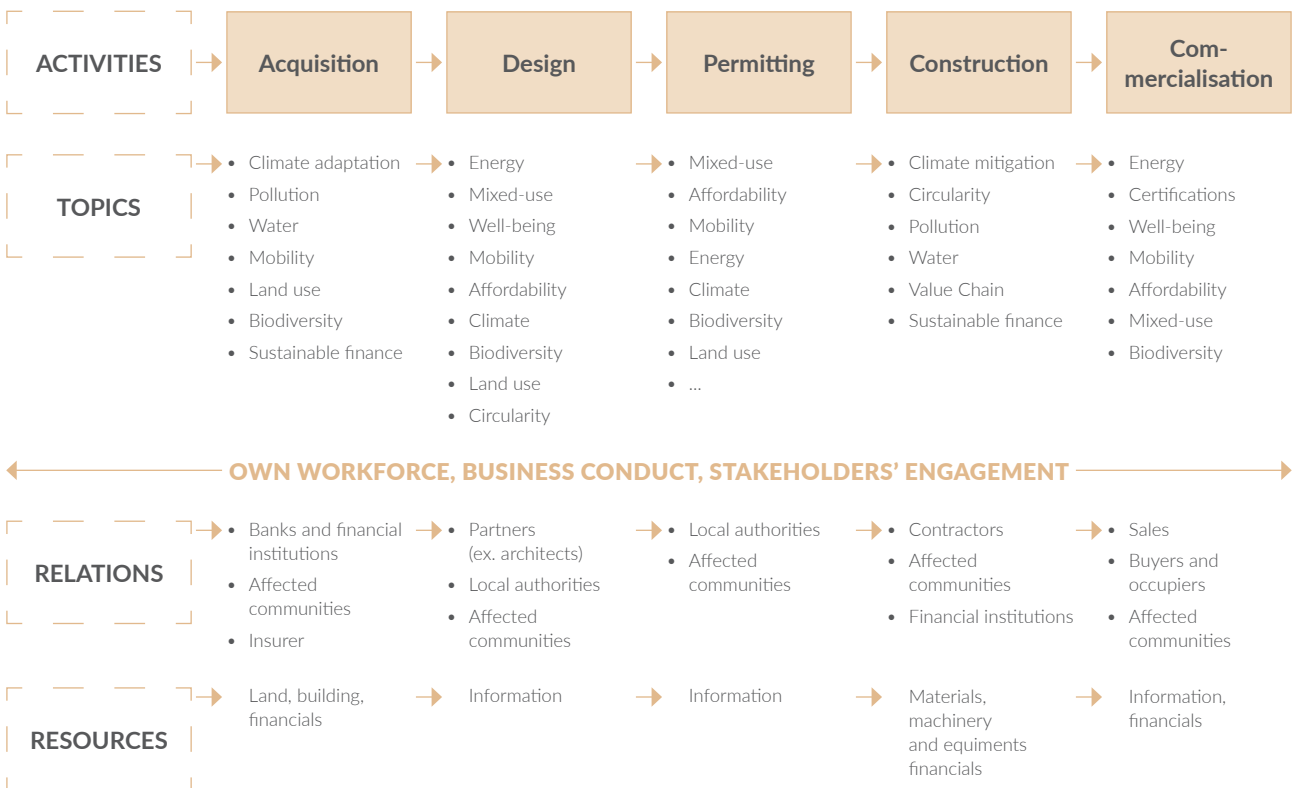 ACTIVITIES
Acquisition
Design
Permitting
Construction
Com-
mercialisation
TOPICS
• Climate adaptation
• Pollution
• Water
• Mobility
• Land use
• Biodiversity
• Sustainable finance
• Energy
• Mixed-use
• Well-being
• Mobility
• Affordability
• Climate
• Biodiversity
• Land use
• Circularity
• Mixed-use
• Affordability
• Mobility
• Energy
• Climate
• Biodiversity
• Land use
• ...
• Climate mitigation
• Circularity
• Pollution
• Water
• Value Chain
• Sustainable finance
• Energy
• Certifications
• Well-being
• Mobility
• Affordability
• Mixed-use
• Biodiversity
OWN WORKFORCE, BUSINESS CONDUCT, STAKEHOLDERS’ ENGAGEMENT
RELATIONS
• Banks and financial
institutions
• Affected
communities
• Insurer
• Partners
(ex. architects)
• Local authorities
• Affected
communities
• Local authorities
• Affected
communities
• Contractors
• Affected
communities
• Financial institutions
• Sales
• Buyers and
occupiers
• Affected
communities
RESOURCES
Land, building,
financials
Information
Information
Materials,
machinery
and equiments
financials
Information,
financials